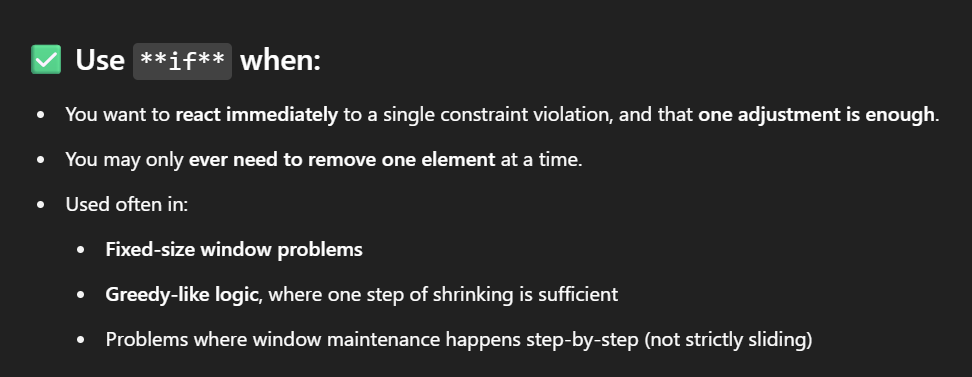 ✅ Use **if** when:
• You want to react immediately to a single constraint violation, and that one adjustment is enough.
• You may only ever need to remove one element at a time.
• Used often in:
• Fixed-size window problems
• Greedy-like logic, where one step of shrinking is sufficient
• Problems where window maintenance happens step-by-step (not strictly sliding)